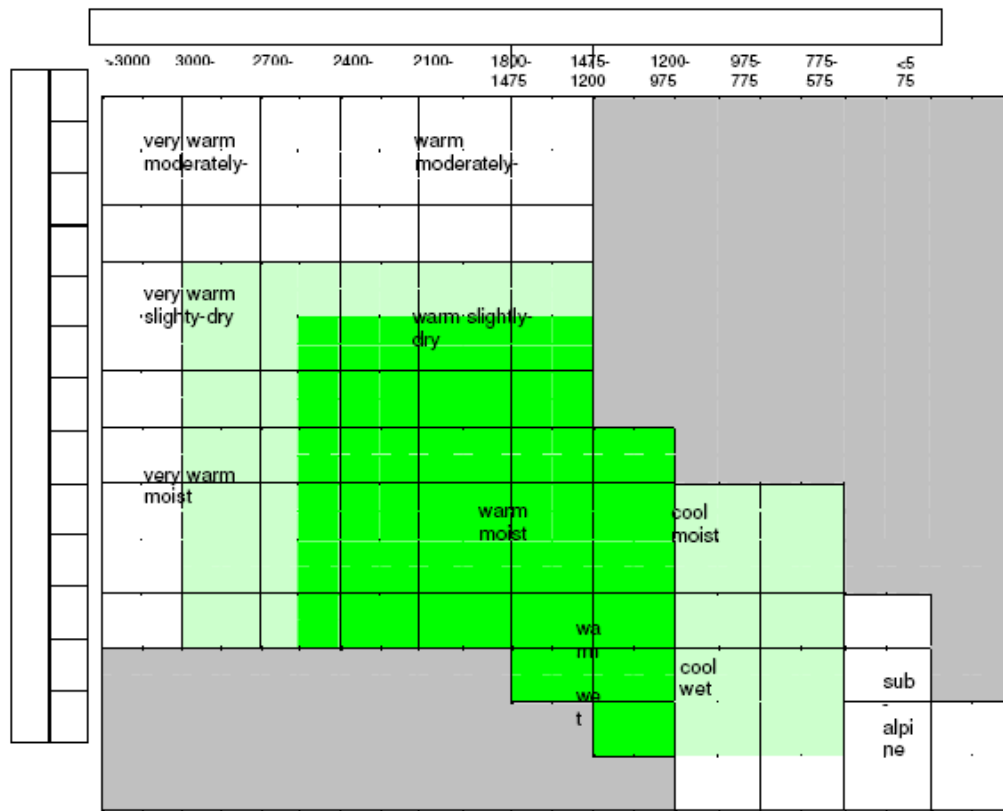 >3000 3000- 2700- 2400- 2100- 1800- 1475- 1200- 975- 775- <5
1475 1200 975 775 575 75
very warm
moderately-
warm
moderately-
very warm
slighty-dry
warm slightly-
dry
very warm
moist
warm
moist
cool
moist
wa
we
t
cool
wet
sub
-
alpi
ne